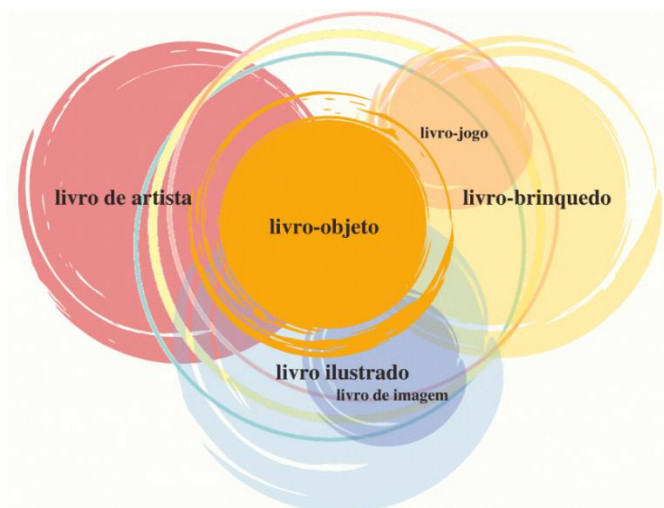 livro-jogo
livro de artista
livro-brinquedo
livro-objeto
livro ilustrado
livro de imagem